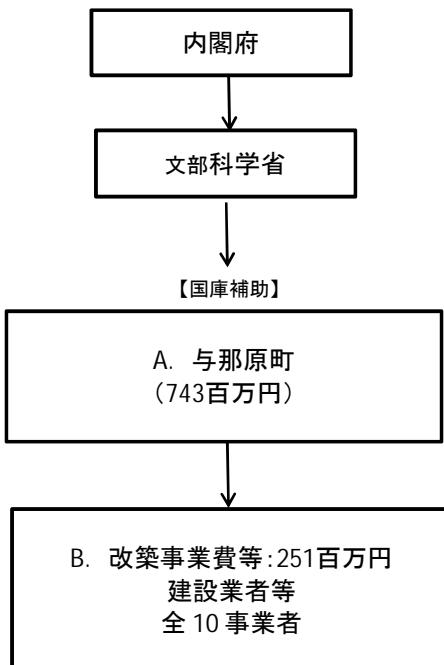 内閣府
文部科学省
【国庫補助】
A. 与那原町
（743百万円）
B. 改築事業費等：251百万円
建設業者等
全 10 事業者